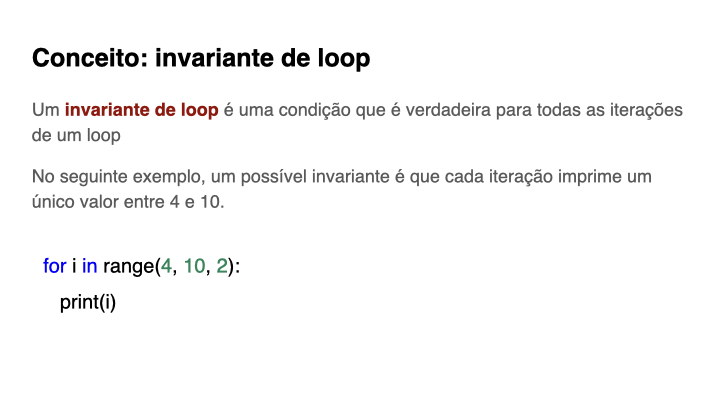 Conceito: invariante de loop
Um invariante de loop é uma condição que é verdadeira para todas as iterações
de um loop
No seguinte exemplo, um possível invariante é que cada iteração imprime um
único valor entre 4 e 10.
for i in range(4, 10, 2):
print(i)